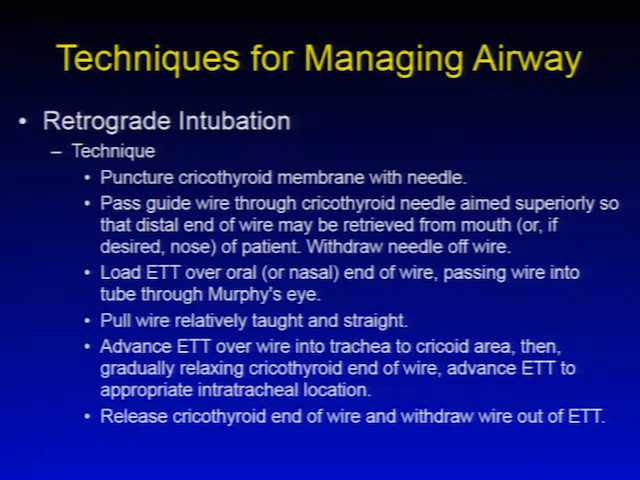 Techniques for Managing Airway
• Retrograde Intubation
– Technique
• Puncture cricothyroid membrane with needle.
• Pass guide wire through cricothyroid needle aimed superiorly so
that distal end of wire may be retrieved from mouth (or, if
desired, nose) of patient. Withdraw needle off wire.
• Load ETT over oral (or nasal) end of wire, passing wire into
tube through Murphy's eye.
• Pull wire relatively taught and straight.
• Advance ETT over wire into trachea to cricoid area, then,
gradually relaxing cricothyroid end of wire, advance ETT to
appropriate intratracheal location.
• Release cricothyroid end of wire and withdraw wire out of ETT.